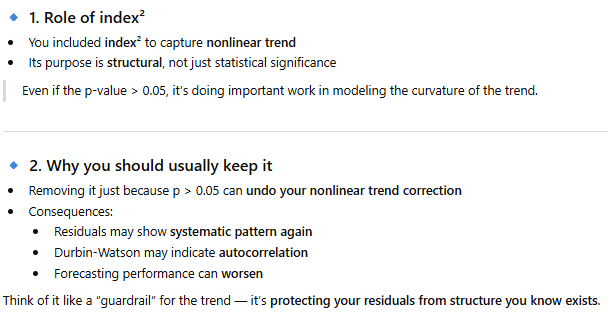 1. Role of index²
You included index² to capture nonlinear trend
Its purpose is structural, not just statistical significance
Even if the p-value > 0.05, it’s doing important work in modeling the curvature of the trend.
2. Why you should usually keep it
Removing it just because p > 0.05 can undo your nonlinear trend correction
Consequences:
Residuals may show systematic pattern again
Durbin-Watson may indicate autocorrelation
Forecasting performance can worsen
Think of it like a “guardrail” for the trend — it’s protecting your residuals from structure you know exists.